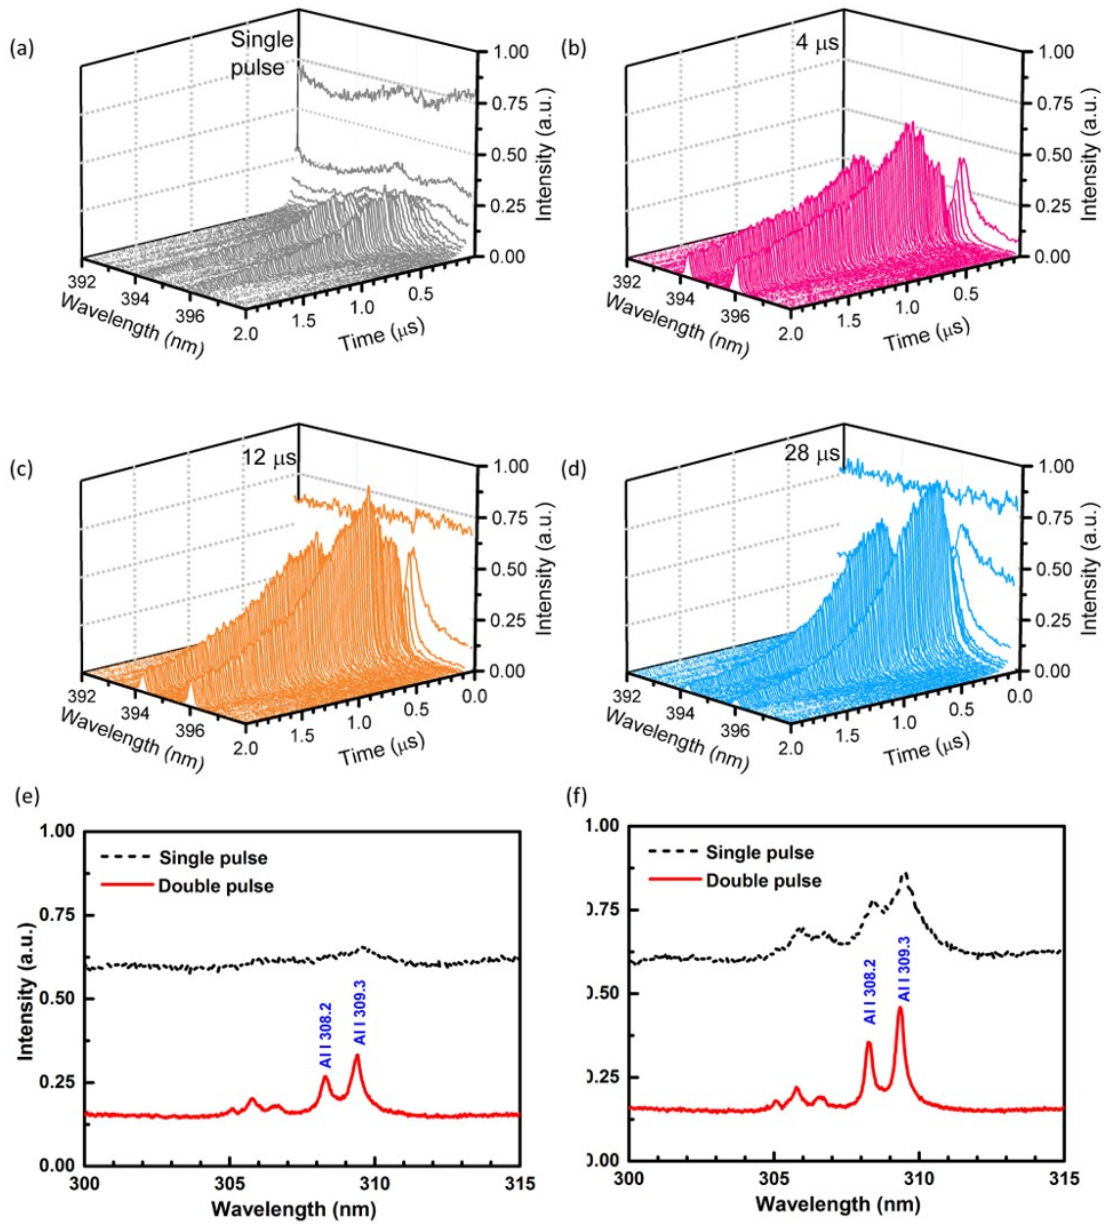 (a)
Single
pulse
1.00
0.75
0.50
0.25
0.00
Intensity (a.u.)
392
394
396
Wavelength (nm)
2.0
1.5
1.0
0.5
Time (μs)
(b)
4 μs
1.00
0.75
0.50
0.25
0.00
Intensity (a.u.)
392
394
396
Wavelength (nm)
2.0
1.5
1.0
0.5
Time (μs)
(c)
12 μs
1.00
0.75
0.50
0.25
0.00
Intensity (a.u.)
392
394
396
Wavelength (nm)
2.0
1.5
1.0
0.5
0.0
Time (μs)
(d)
28 μs
1.00
0.75
0.50
0.25
0.00
Intensity (a.u.)
392
394
396
Wavelength (nm)
2.0
1.5
1.0
0.5
0.0
Time (μs)
(e)
1.00
0.75
0.50
0.25
0.00
Intensity (a.u.)
Single pulse
Double pulse
Al I 308.2
Al I 309.3
300
305
310
315
Wavelength (nm)
(f)
1.00
0.75
0.50
0.25
0.00
Single pulse
Double pulse
Al I 308.2
Al I 309.3
300
305
310
315
Wavelength (nm)